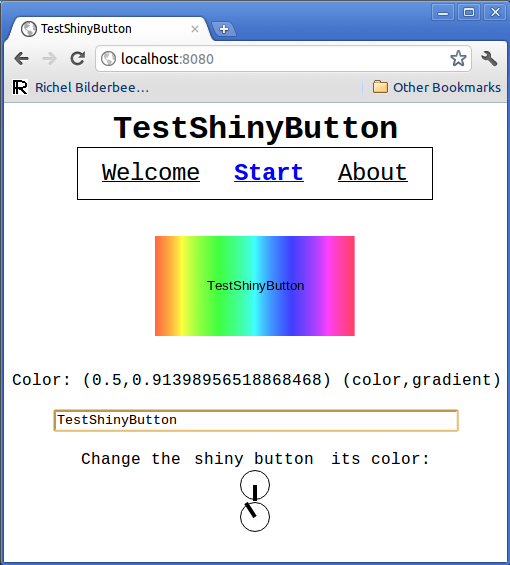 TestShinyButton
localhost:8080
Richel Bilderbee… Other Bookmarks
TestShinyButton
Welcome Start About
TestShinyButton
Color: (0.5,0.91398956518868468) (color,gradient)
TestShinyButton
Change the shiny button its color: